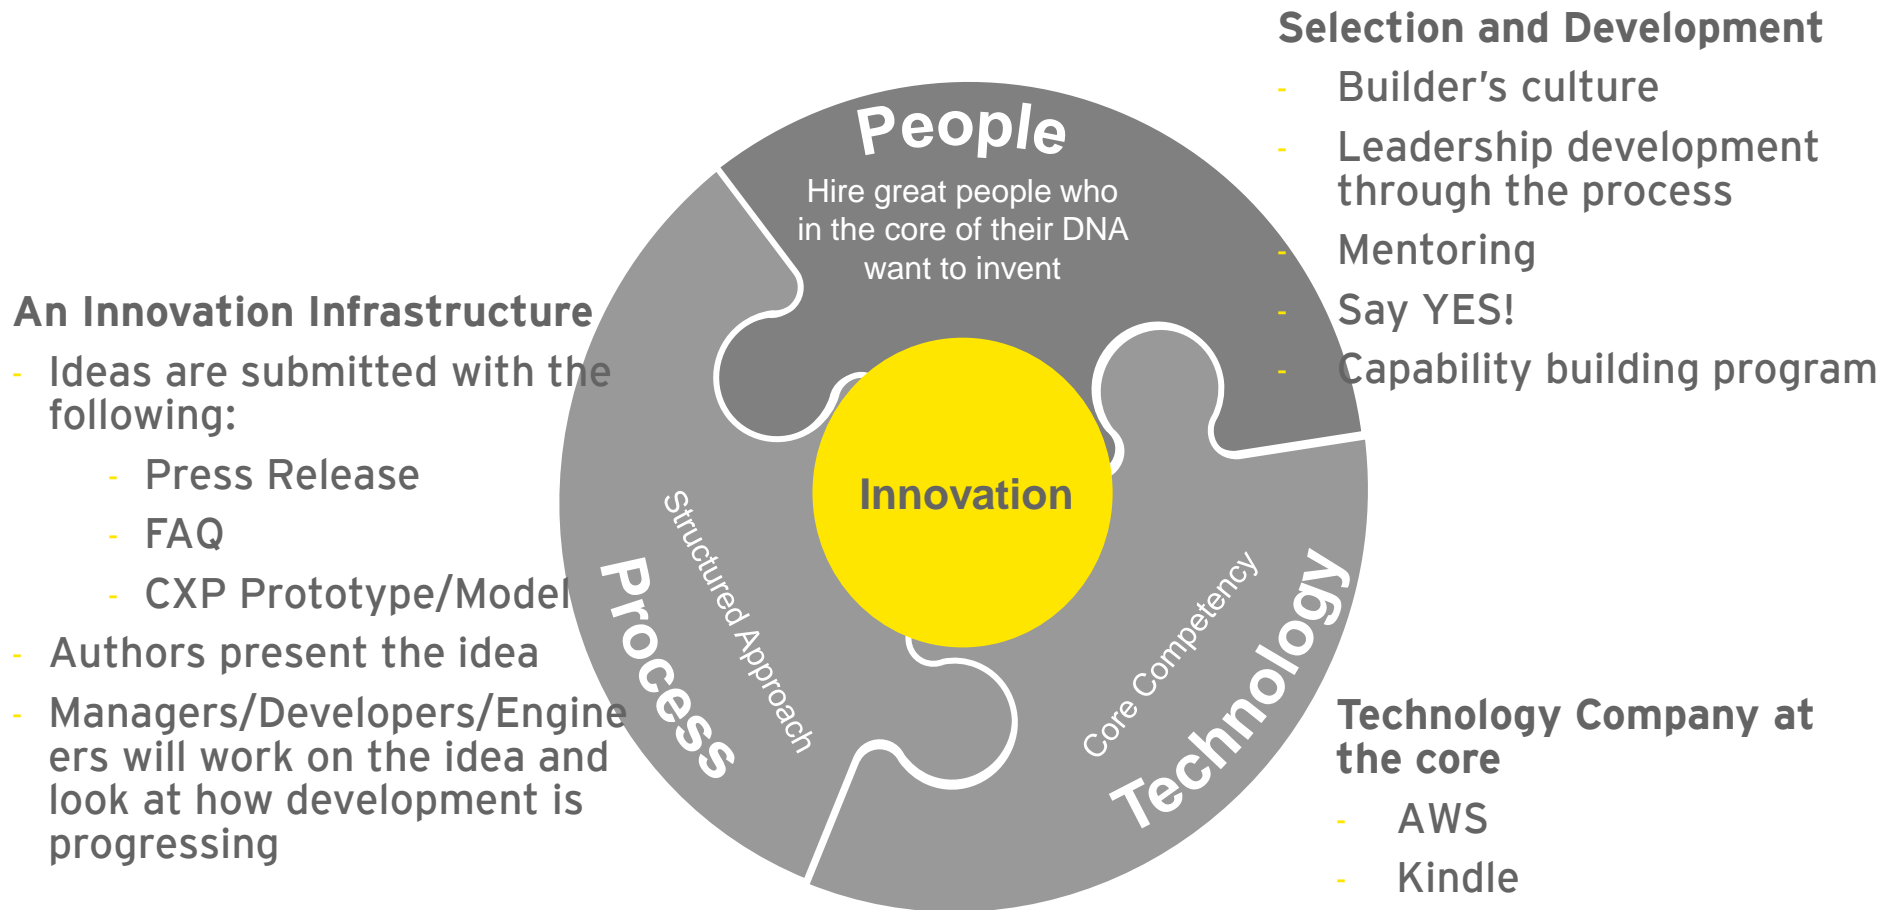 Selection and Development
- Builder's culture
- Leadership development
through the process
- Mentoring
- Say YES!
- Capability building program
People
Hire great people who
in the core of their DNA
want to invent
An Innovation Infrastructure
- Ideas are submitted with the
following:
- Press Release
- FAQ
- CXP Prototype/Model
- Authors present the idea
- Managers/Developers/Engine
ers will work on the idea and
look at how development is
progressing
Innovation
Structured Approach
Process
Core Competency
Technology
Technology Company at
the core
- AWS
- Kindle